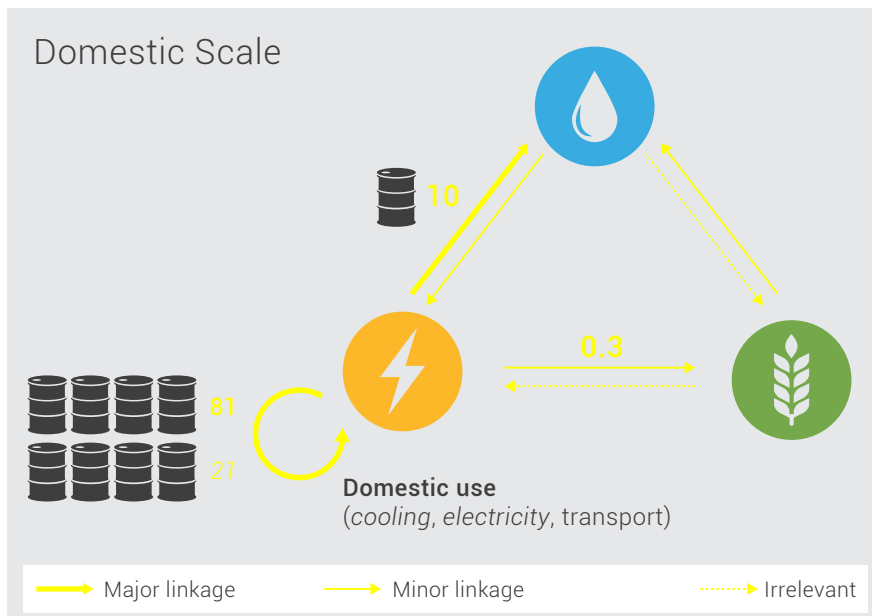 Domestic Scale
10
0.3
81
21
Domestic use
(cooling, electricity, transport)
Major linkage
Minor linkage
Irrelevant